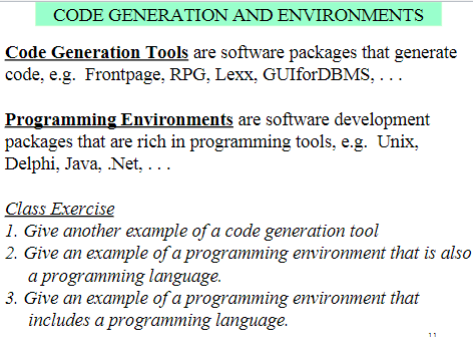 CODE GENERATION AND ENVIRONMENTS
Code Generation Tools are software packages that generate
code, e.g. Frontpage, RPG, Lexx, GUIforDBMS, . . .
Programming Environments are software development
packages that are rich in programming tools, e.g. Unix,
Delphi, Java, .Net, . . .
Class Exercise
1. Give another example of a code generation tool
2. Give an example of a programming environment that is also
a programming language.
3. Give an example of a programming environment that
includes a programming language.
11